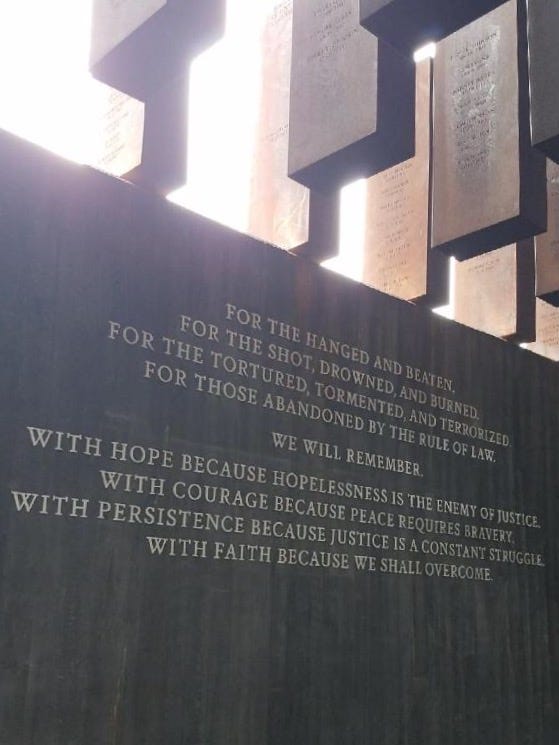 FOR THE HANGED AND BEATEN.
FOR THE SHOT, DROWNED, AND BURNED.
FOR THE TORTURED, TORMENTED, AND TERRORIZED.
FOR THOSE ABANDONED BY THE RULE OF LAW.
WE WILL REMEMBER.
WITH HOPE BECAUSE HOPELESSNESS IS THE ENEMY OF JUSTICE.
WITH COURAGE BECAUSE PEACE REQUIRES BRAVERY.
WITH PERSISTENCE BECAUSE JUSTICE IS A CONSTANT STRUGGLE.
WITH FAITH BECAUSE WE SHALL OVERCOME.